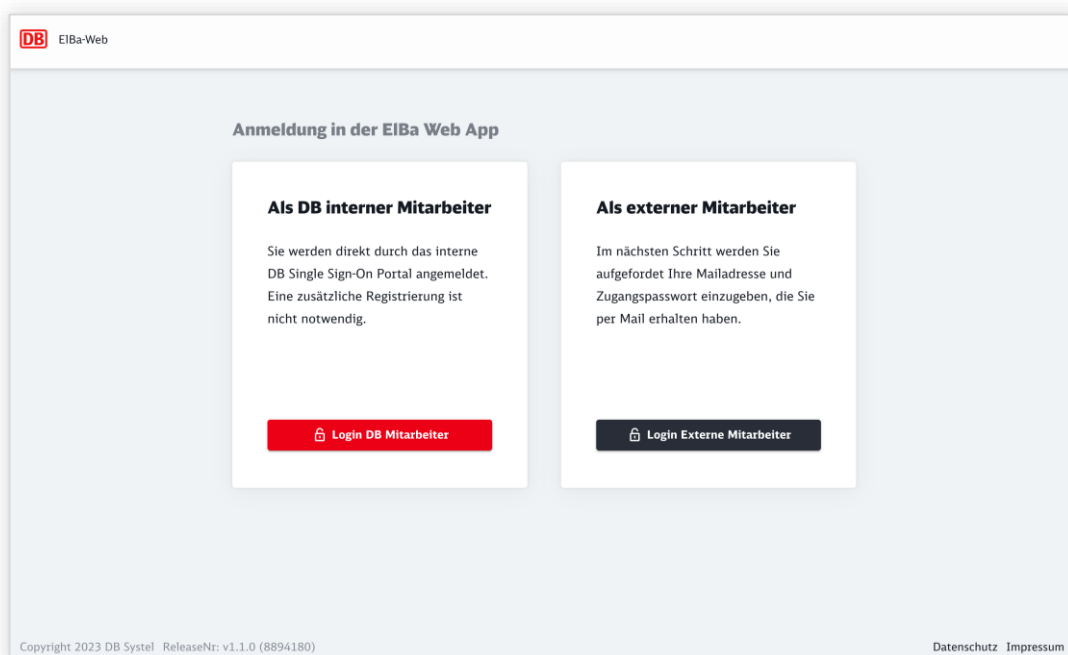 DB ElBa-Web
Anmeldung in der ElBa Web App
Als DB interner Mitarbeiter
Sie werden direkt durch das interne
DB Single Sign-On Portal angemeldet.
Eine zusätzliche Registrierung ist
nicht notwendig.
Login DB Mitarbeiter
Als externer Mitarbeiter
Im nächsten Schritt werden Sie
aufgefordet Ihre Mailadresse und
Zugangspasswort einzugeben, die Sie
per Mail erhalten haben.
Login Externe Mitarbeiter
Copyright 2023 DB Systel ReleaseNr: v1.1.0 (8894180)
Datenschutz Impressum